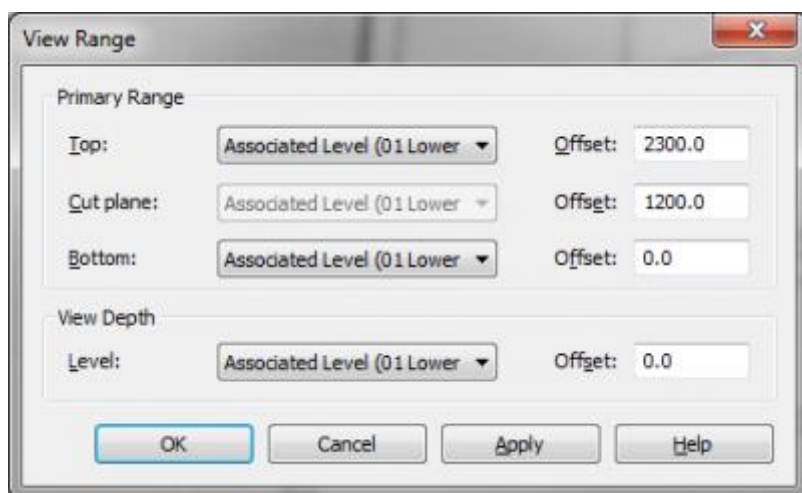 View Range
Primary Range
Top: Associated Level (01 Lower Offset: 2300.0
Cut plane: Associated Level (01 Lower Offset: 1200.0
Bottom: Associated Level (01 Lower Offset: 0.0
View Depth
Level: Associated Level (01 Lower Offset: 0.0
OK Cancel Apply Help